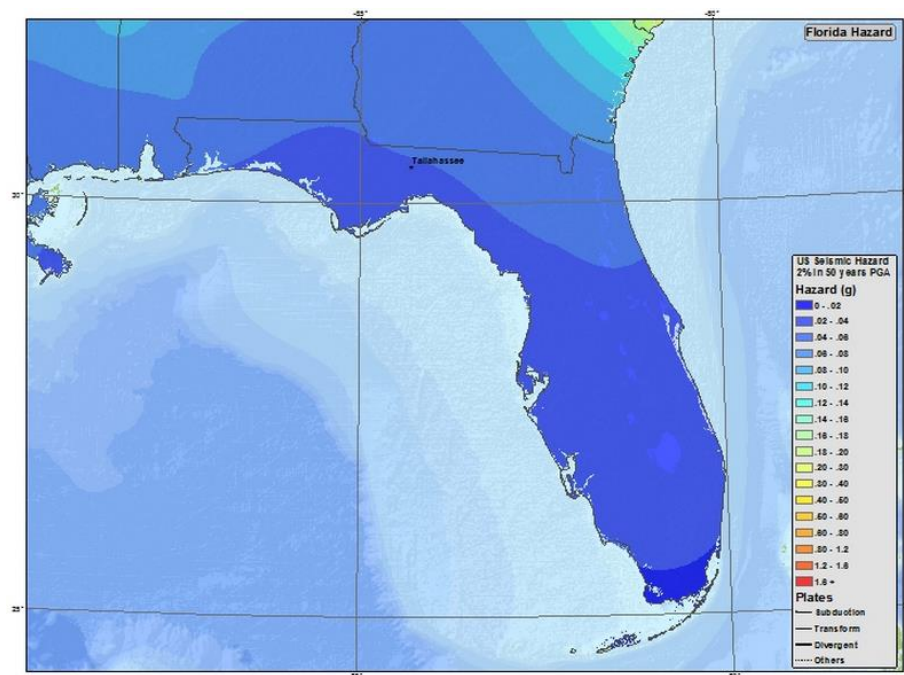 Florida Hazard
Tallahassee
US Seismic Hazard
2% in 50 years PGA
Hazard (g)
0 - .02
.02 - .04
.04 - .06
.06 - .08
.08 - .10
.10 - .12
.12 - .14
.14 - .16
.16 - .18
.18 - .20
.20 - .30
.30 - .40
.40 - .50
.50 - .60
.60 - .80
.80 - 1.2
1.2 - 1.6
1.6 +
Plates
Subduction
Transform
Divergent
Others